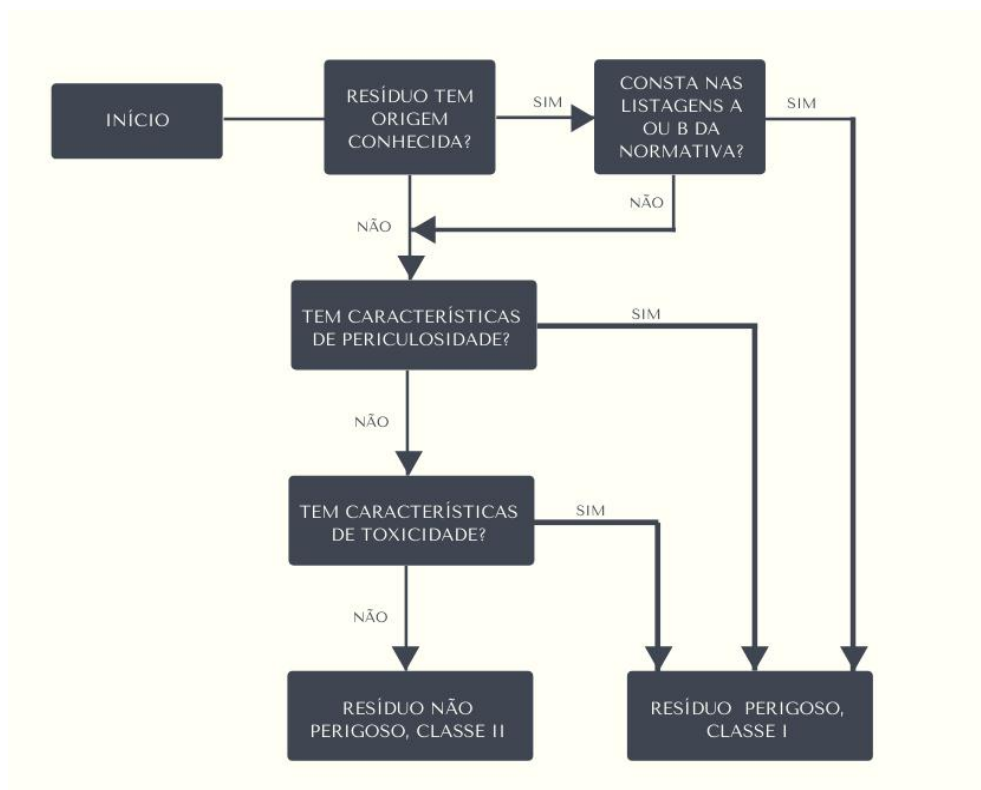 INÍCIO
RESÍDUO TEM
ORIGEM
CONHECIDA?
SIM
CONSTA NAS
LISTAGENS A
OU B DA
NORMATIVA?
SIM
NÃO
NÃO
TEM CARACTERÍSTICAS
DE PERICULOSIDADE?
SIM
NÃO
TEM CARACTERÍSTICAS
DE TOXICIDADE?
SIM
NÃO
RESÍDUO NÃO
PERIGOSO, CLASSE II
RESÍDUO PERIGOSO,
CLASSE I